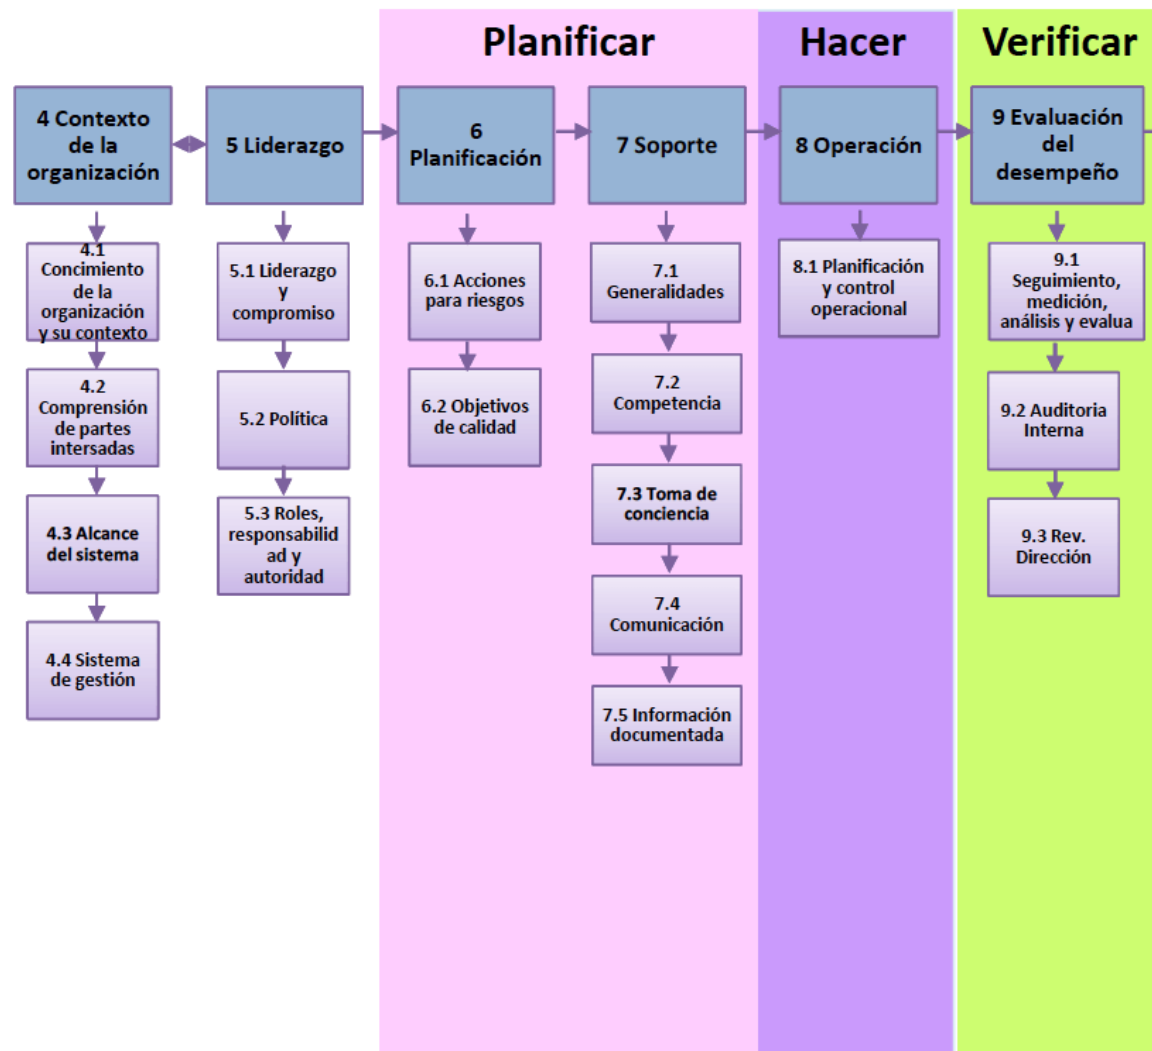 Planificar
Hacer
Verificar
4 Contexto
de la
organización
5 Liderazgo
6
Planificación
7 Soporte
8 Operación
9 Evaluación
del
desempeño
4.1
Concimiento
de la
organización
y su contexto
4.2
Comprensión
de partes
intersadas
4.3 Alcance
del sistema
4.4 Sistema
de gestión
5.1 Liderazgo
y
compromiso
5.2 Política
5.3 Roles,
responsabilid
ad y
autoridad
6.1 Acciones
para riesgos
6.2 Objetivos
de calidad
7.1
Generalidades
7.2
Competencia
7.3 Toma de
conciencia
7.4
Comunicación
7.5 Información
documentada
8.1 Planificación
y control
operacional
9.1
Seguimiento,
medición,
análisis y evalua
9.2 Auditoria
Interna
9.3 Rev.
Dirección